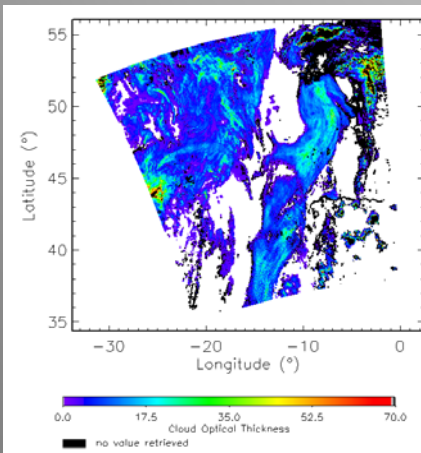 55
50
45
40
35
Latitude (°)
−30 −20 −10 0
Longitude (°)
0.0 17.5 35.0 52.5 70.0
Cloud Optical Thickness
no value retrieved